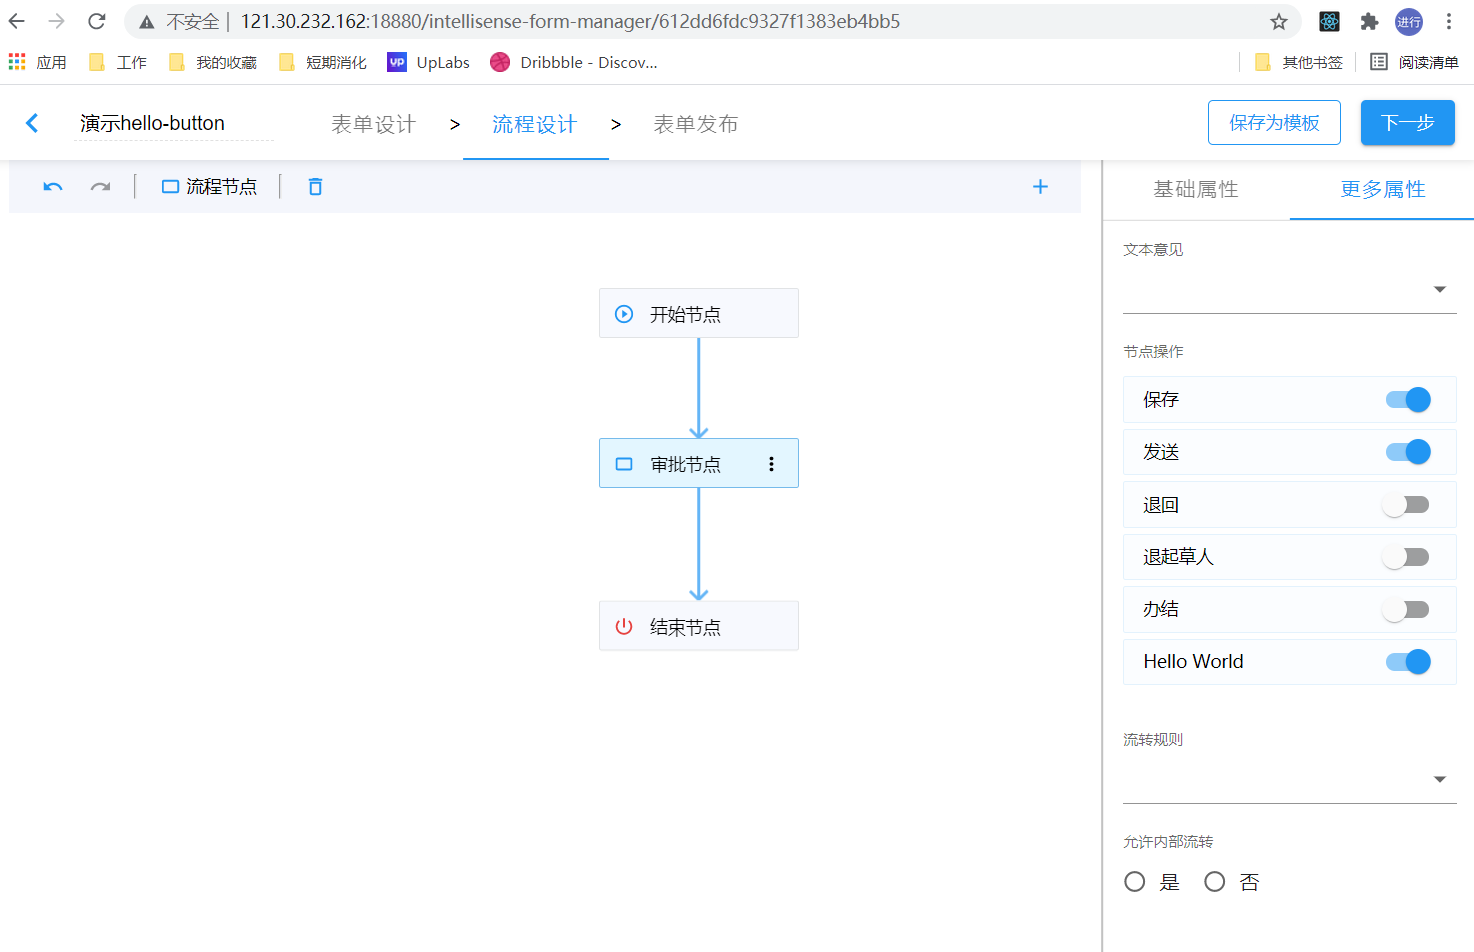 不安全 | 121.30.232.162:18880/intellisense-form-manager/612dd6fdc9327f1383eb4bb5
进行
应用 工作 我的收藏 短期消化 UP UpLabs Dribbble - Discov... 其他书签 阅读清单
演示hello-button 表单设计 > 流程设计 > 表单发布 保存为模板 下一步
流程节点
基础属性 更多属性
文本意见
开始节点
节点操作
保存
发送
审批节点
退回
退起草人
办结
结束节点
Hello World
流转规则
允许内部流转
是 否